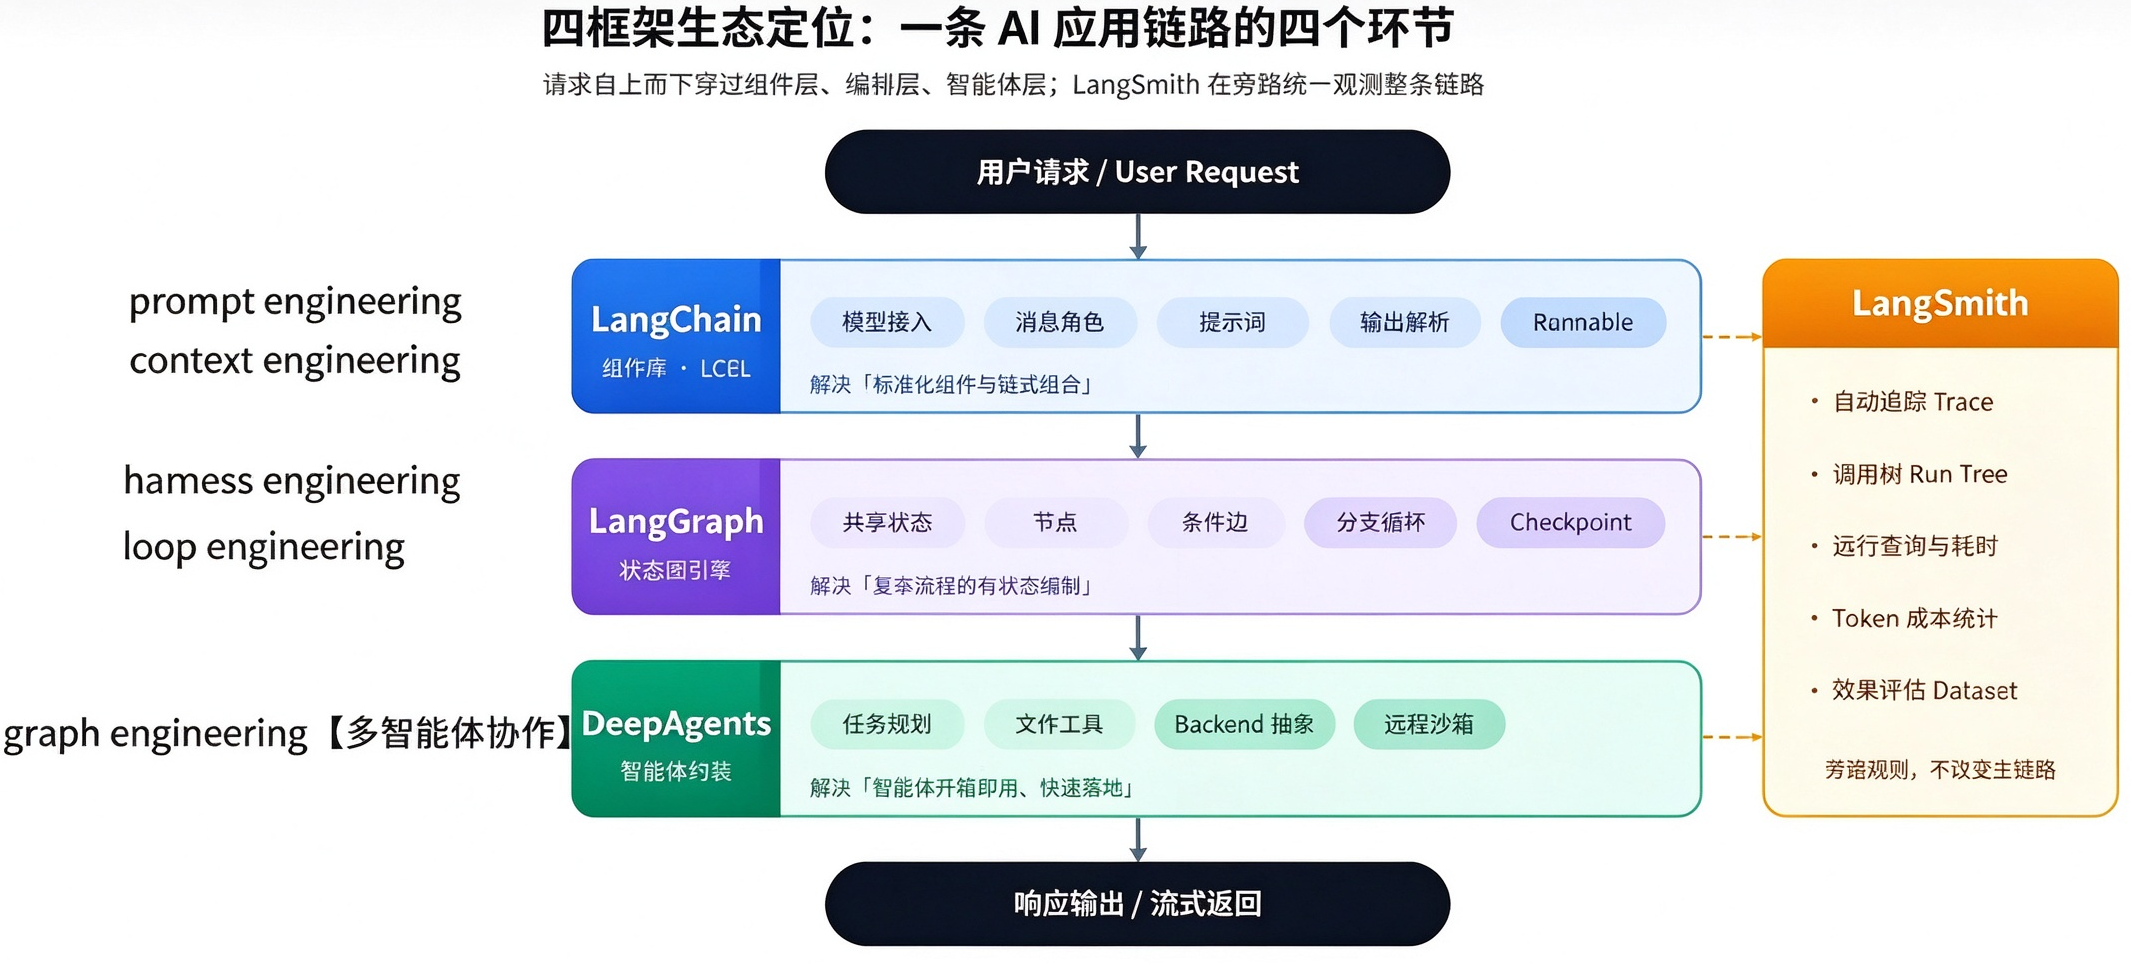 四框架生态定位：一条 AI 应用链路的四个环节
请求自上而下穿过组件层、编排层、智能体层；LangSmith 在旁路统一观测整条链路
用户请求 / User Request
prompt engineering
context engineering
LangChain
组作库 · LCEL
模型接入
消息角色
提示词
输出解析
Rannable
解决「标准化组件与链式组合」
hamess engineering
loop engineering
LangGraph
状态图引擎
共享状态
节点
条件边
分支循环
Checkpoint
解决「复杂流程的有状态编制」
graph engineering【多智能体协作】
DeepAgents
智能体约装
任务规划
文作工具
Backend 抽象
远程沙箱
解决「智能体开箱即用、快速落地」
响应输出 / 流式返回
LangSmith
• 自动追踪 Trace
• 调用树 Run Tree
• 远行查询与耗时
• Token 成本统计
• 效果评估 Dataset
不改变主链路